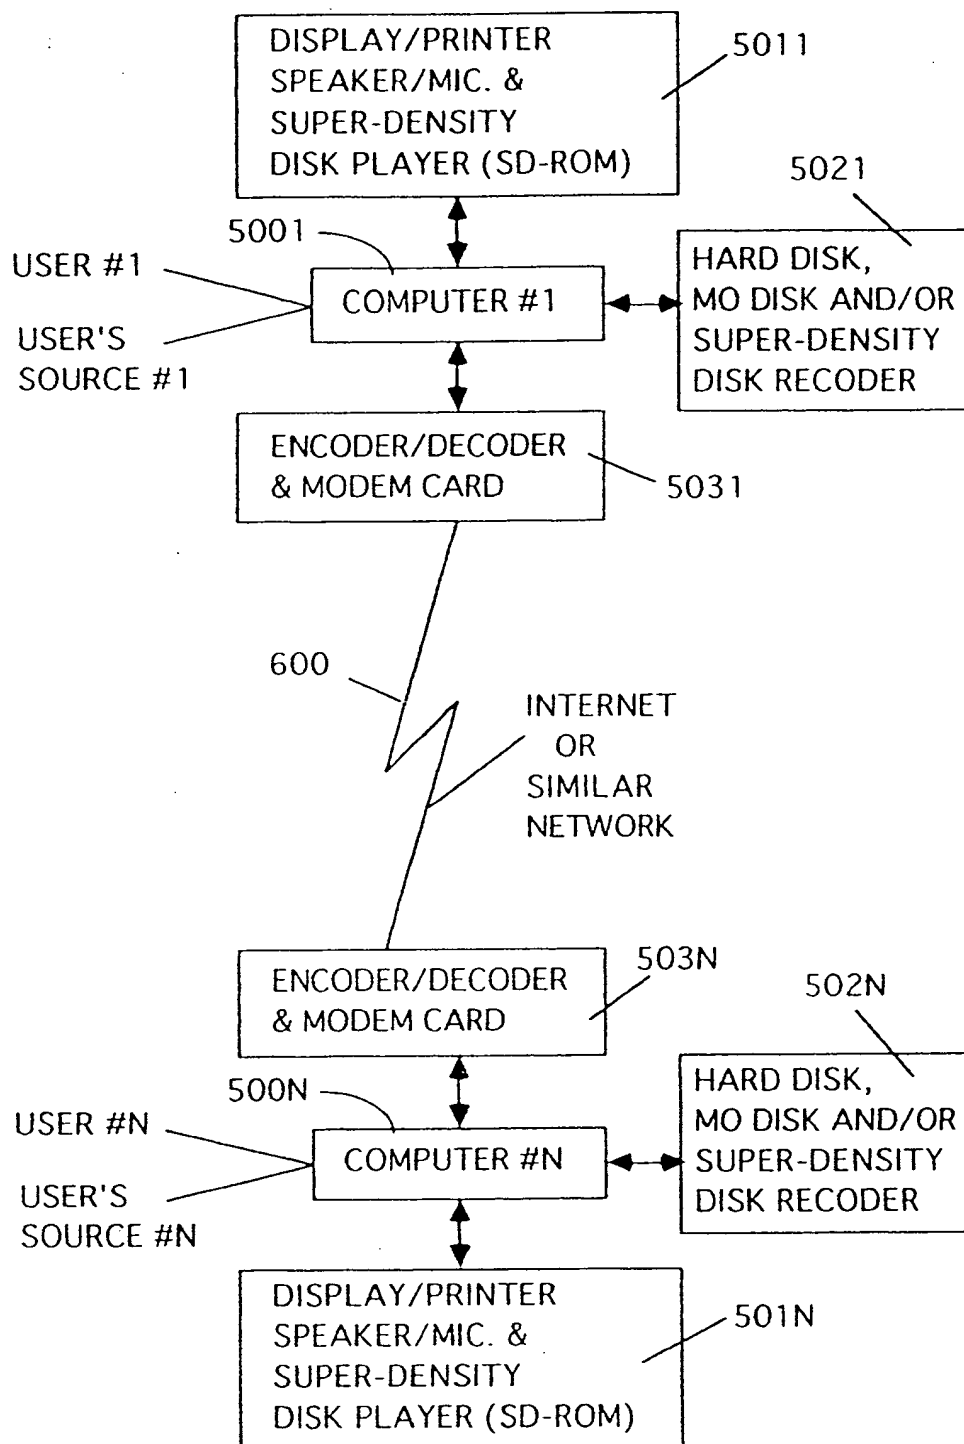 DISPLAY/PRINTER
SPEAKER/MIC. &
SUPER-DENSITY
DISK PLAYER (SD-ROM)
5011
5021
5001
USER #1
USER'S
SOURCE #1
COMPUTER #1
HARD DISK,
MO DISK AND/OR
SUPER-DENSITY
DISK RECODER
ENCODER/DECODER
& MODEM CARD
5031
600
INTERNET
OR
SIMILAR
NETWORK
ENCODER/DECODER
& MODEM CARD
503N
502N
500N
USER #N
USER'S
SOURCE #N
COMPUTER #N
HARD DISK,
MO DISK AND/OR
SUPER-DENSITY
DISK RECODER
DISPLAY/PRINTER
SPEAKER/MIC. &
SUPER-DENSITY
DISK PLAYER (SD-ROM)
501N